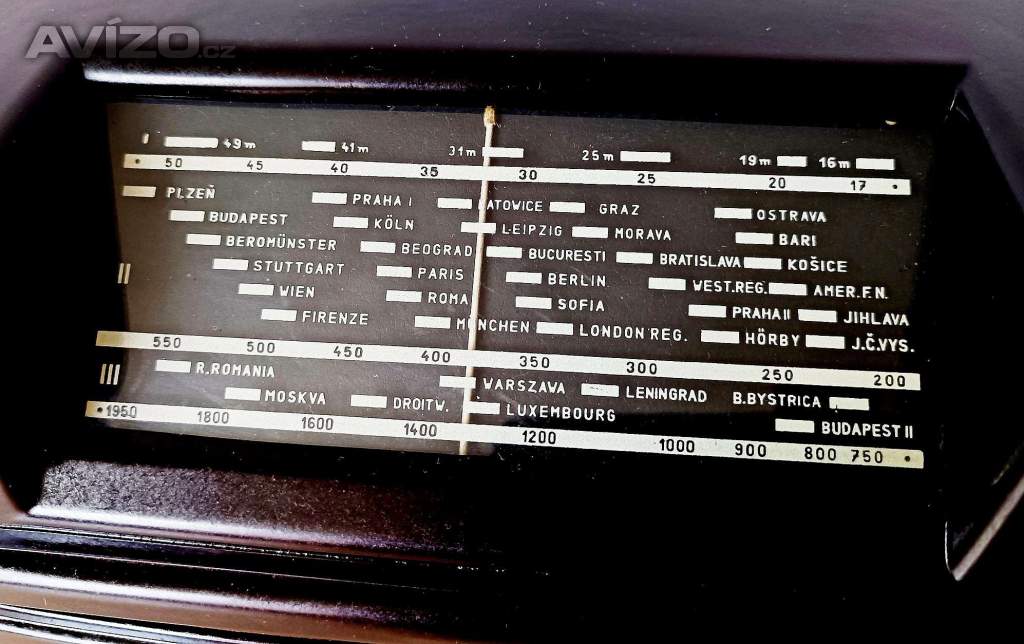 AVÍZO.cz
I 49m 41m 31m 25m 19m 16m
50 45 40 35 30 25 20 17
PLZEŇ PRAHA I KATOWICE GRAZ OSTRAVA
BUDAPEST KÖLN LEIPZIG MORAVA BARI
BEROMÜNSTER BEOGRAD BUCURESTI BRATISLAVA KOŠICE
II STUTTGART PARIS BERLIN WEST.REG. AMER.F.N.
WIEN ROMA SOFIA PRAHA II JIHLAVA
FIRENZE MÜNCHEN LONDON REG. HÖRBY J.Č.VYS.
550 500 450 400 350 300 250 200
III R.ROMANIA WARSZAWA LENINGRAD B.BYSTRICA
MOSKVA DROITW. LUXEMBOURG BUDAPEST II
1950 1800 1600 1400 1200 1000 900 800 750